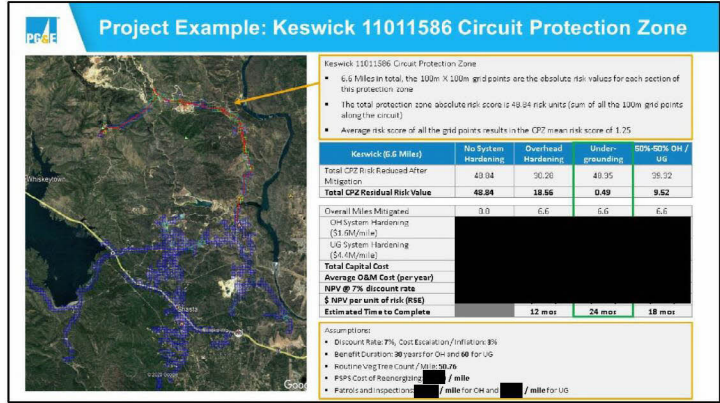 PG&E
Project Example: Keswick 11011586 Circuit Protection Zone
Keswick 11011586 Circuit Protection Zone
▪ 6.6 Miles in total, the 100m X 100m grid points are the absolute risk values for each section of
this protection zone
▪ The total protection zone absolute risk score is 48.84 risk units (sum of all the 100m grid points
along the circuit)
▪ Average risk score of all the grid points results in the CPZ mean risk score of 1.25
Kerwick (6.6 Miles) No System Hardening Overhead Hardening Under-grounding 50%-50% OH / UG
Total CPZ Risk Reduced After Mitigation 48.84 30.28 48.35 39.32
Total CPZ Residual Risk Value 48.84 18.56 0.49 9.52
Overall Miles Mitigated 0.0 6.6 6.6 6.6
OH System Hardening
($1.6M/mile)
UG System Hardening
($4.4M/mile)
Total Capital Cost
Average O&M Cost (per year)
NPV @ 7% discount rate
$ NPV per unit of risk (RSE)
Estimated Time to Complete 12 mos 24 mos 18 mos
Assumptions:
▪ Discount Rate: 7%, Cost Escalation / Inflation: 3%
▪ Benefit Duration: 30 years for OH and 60 for UG
▪ Routine Veg Tree Count / Mile: 50.76
▪ PSPS Cost of Reenergizing / mile
▪ Patrols and Inspections: / mile for OH and / mile for UG
Whiskeytown
Shasta
Goo